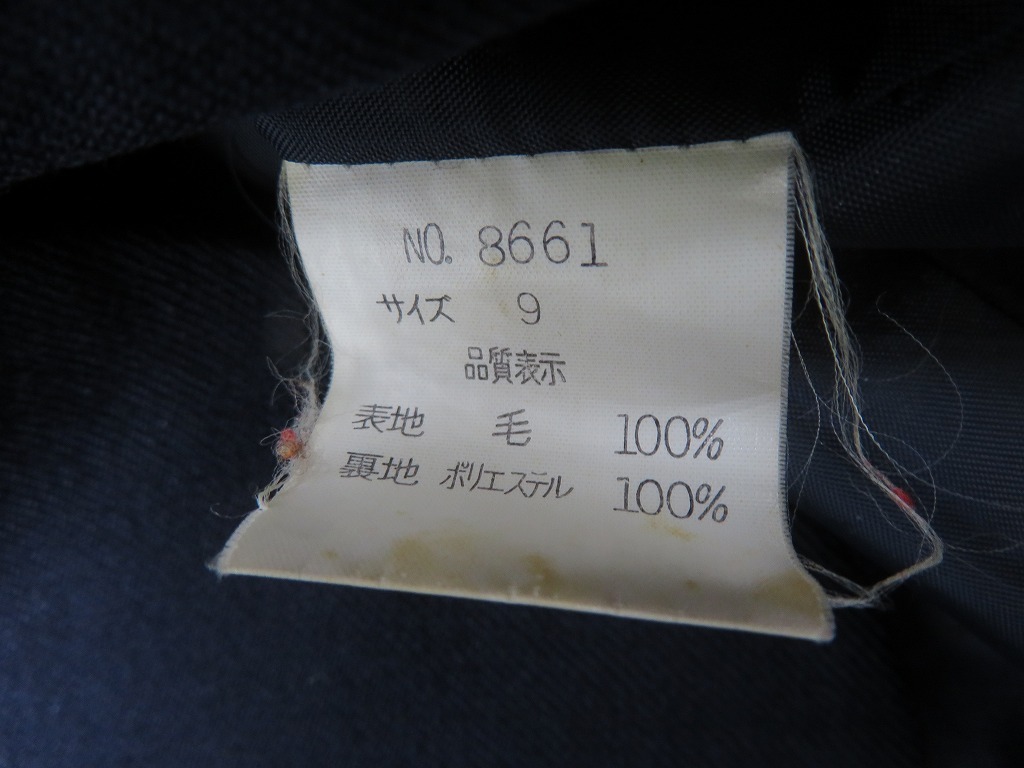 NO. 8661
サイズ 9
品質表示
表地 毛 100%
裏地 ポリエステル 100%